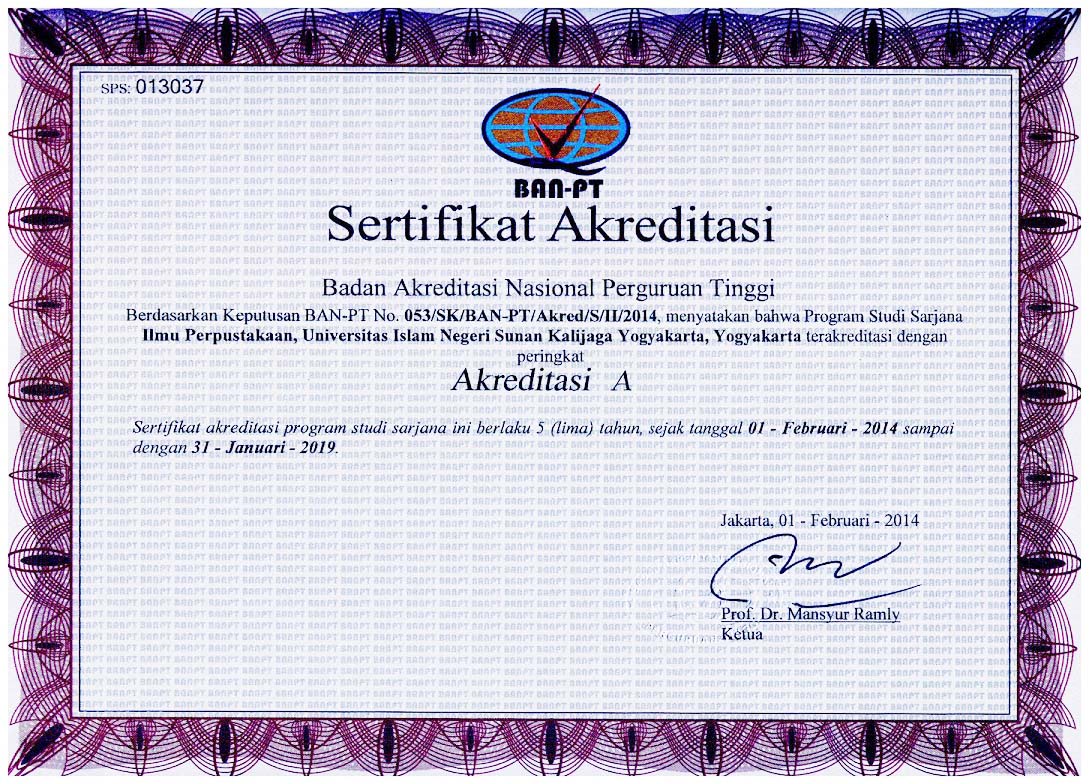 SPS: 013037
BAN-PT
Sertifikat Akreditasi
Badan Akreditasi Nasional Perguruan Tinggi
Berdasarkan Keputusan BAN-PT No. 053/SK/BAN-PT/Akred/S/II/2014, menyatakan bahwa Program Studi Sarjana
Ilmu Perpustakaan, Universitas Islam Negeri Sunan Kalijaga Yogyakarta, Yogyakarta terakreditasi dengan
peringkat
Akreditasi A
Sertifikat akreditasi program studi sarjana ini berlaku 5 (lima) tahun, sejak tanggal 01 - Februari - 2014 sampai
dengan 31 - Januari - 2019.
Jakarta, 01 - Februari - 2014
Prof. Dr. Mansyur Ramly
Ketua